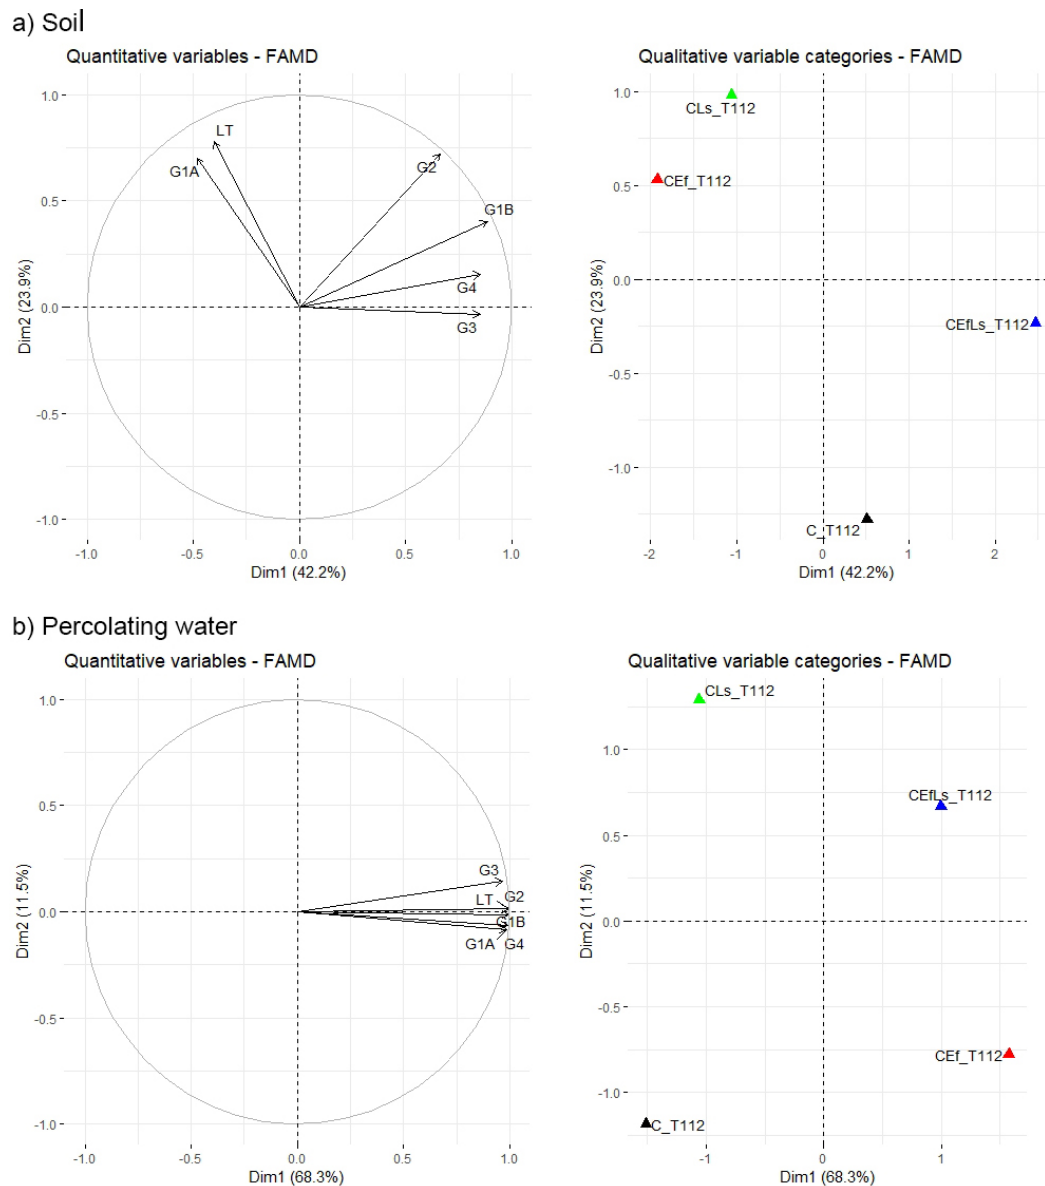 a) Soil
Quantitative variables - FAMD
1.0
0.5
0.0
-0.5
-1.0
Dim2 (23.9%)
LT
G1A
G2
G1B
G4
G3
-1.0
-0.5
0.0
0.5
1.0
Dim1 (42.2%)
Qualitative variable categories - FAMD
1.0
0.5
0.0
-0.5
-1.0
Dim2 (23.9%)
CLs_T112
CEf_T112
CEfLs_T112
C_T112
-2
-1
0
1
2
Dim1 (42.2%)
b) Percolating water
Quantitative variables - FAMD
1.0
0.5
0.0
-0.5
-1.0
Dim2 (11.5%)
G3
LT
G2
G1B
G1A
G4
-1.0
-0.5
0.0
0.5
1.0
Dim1 (68.3%)
Qualitative variable categories - FAMD
1.0
0.5
0.0
-0.5
-1.0
Dim2 (11.5%)
CLs_T112
CEfLs_T112
CEf_T112
C_T112
-1
0
1
Dim1 (68.3%)